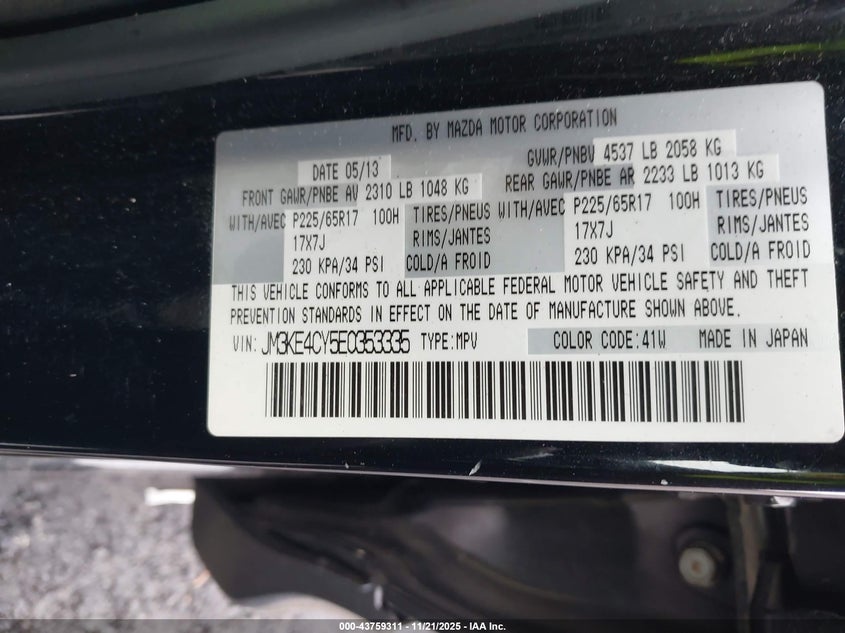 MFD. BY MAZDA MOTOR CORPORATION
DATE 05/13 GVWR/PNBV 4537 LB 2058 KG
FRONT GAWR/PNBE AV 2310 LB 1048 KG REAR GAWR/PNBE AR 2233 LB 1013 KG
WITH/AVEC P225/65R17 100H TIRES/PNEUS WITH/AVEC P225/65R17 100H TIRES/PNEUS
17X7J RIMS/JANTES 17X7J RIMS/JANTES
230 KPA/34 PSI COLD/A FROID 230 KPA/34 PSI COLD/A FROID
THIS VEHICLE CONFORMS TO ALL APPLICABLE FEDERAL MOTOR VEHICLE SAFETY AND THEFT
PREVENTION STANDARDS IN EFFECT ON THE DATE OF MANUFACTURE SHOWN ABOVE.
VIN: JM3KE4CY5E0353335 TYPE:MPV COLOR CODE:41W MADE IN JAPAN
000-43759311 - 11/21/2025 - IAA Inc.